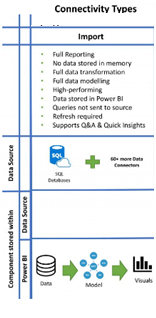 Connectivity Types
Import
• Full Reporting
• No data stored in memory
• Full data transformation
• Full data modelling
• High-performing
• Data stored in Power BI
• Queries not sent to source
• Refresh required
• Supports Q&A & Quick Insights
Data Source
SQL
SQL
Databases
60+ more Data
Connectors
Component stored within
Data Source
Power BI
Data
Model
Visuals